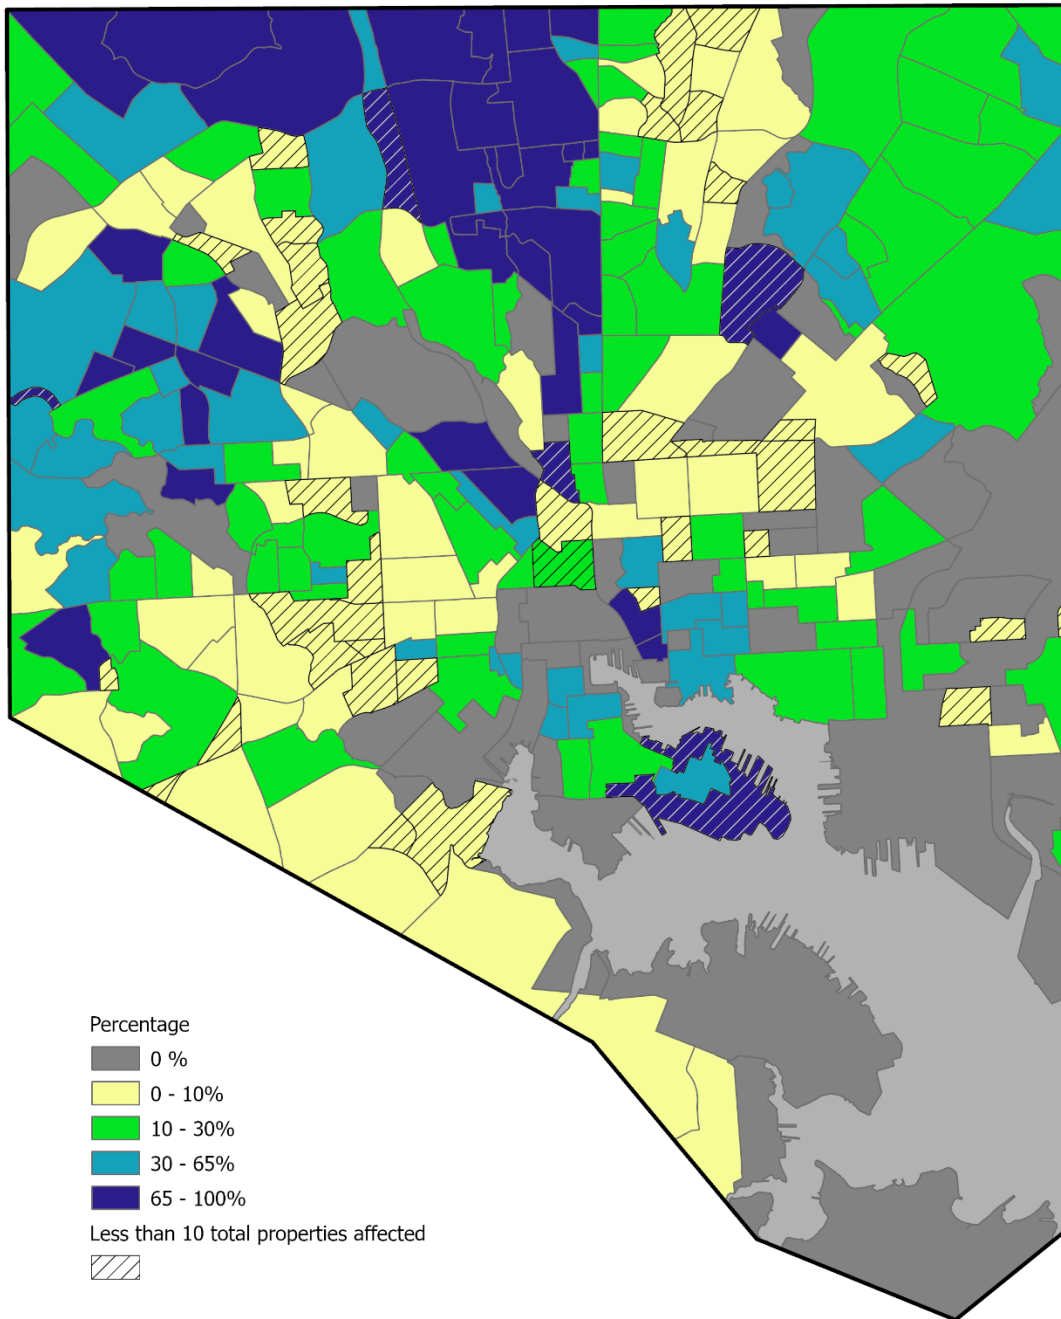 Percentage
0 %
0 - 10%
10 - 30%
30 - 65%
65 - 100%
Less than 10 total properties affected